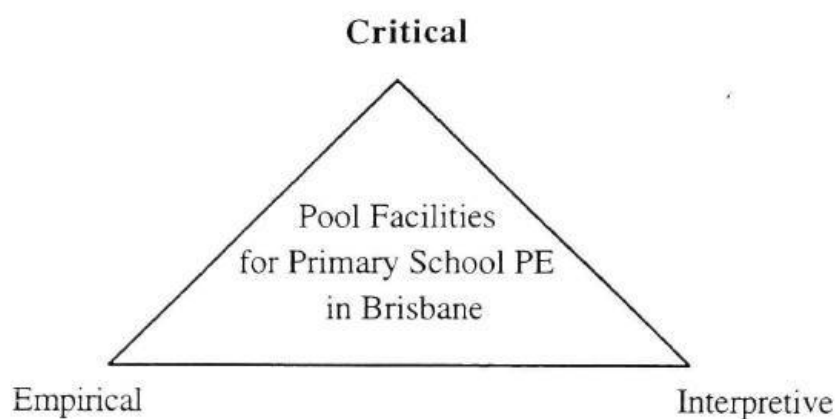 Critical
Pool Facilities
for Primary School PE
in Brisbane
Empirical
Interpretive